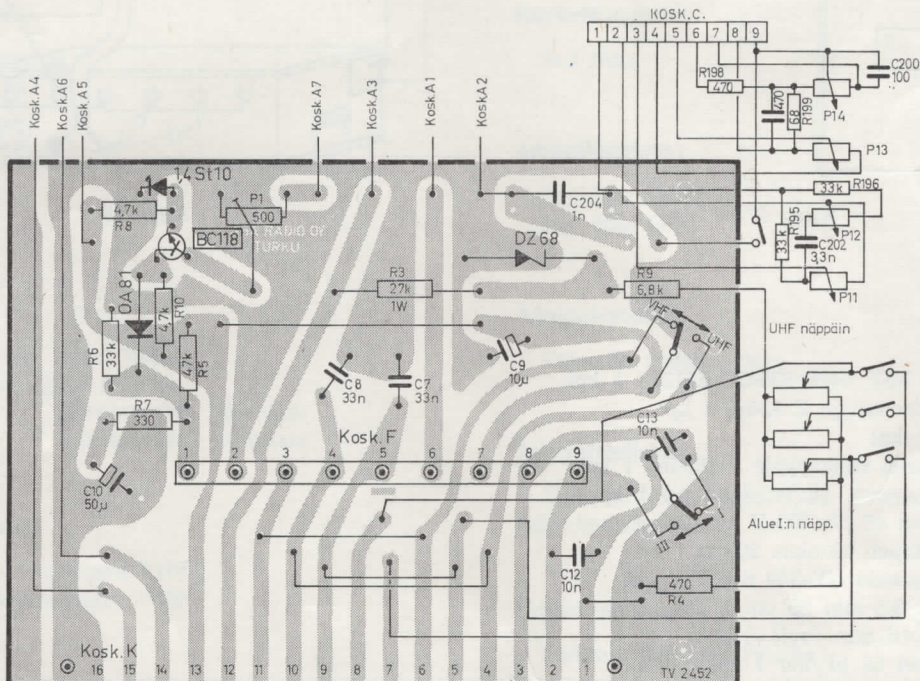 KOSK.C.
1 2 3 4 5 6 7 8 9
Kosk.A4
Kosk.A6
Kosk.A5
Kosk.A7
Kosk.A3
Kosk.A1
Kosk.A2
R198
470
470
68
R199
C200
100
P14
P13
33k
R196
33k
R195
P12
C202
3,3n
P11
14St10
4,7k
R8
BC118
P1
500
RADIO OY
TURKU
C204
1n
DZ68
R3
27k
1W
R9
6,8k
OA81
R6
33k
R10
4,7k
R5
47k
R7
330
C10
50µ
C8
33n
C7
33n
C9
10µ
VHF
UHF
UHF näppäin
Kosk.F
1 2 3 4 5 6 7 8 9
C13
10n
I
III
C12
10n
470
R4
Alue I:n näpp.
Kosk.K
16 15 14 13 12 11 10 9 8 7 6 5 4 3 2 1
TV 2452